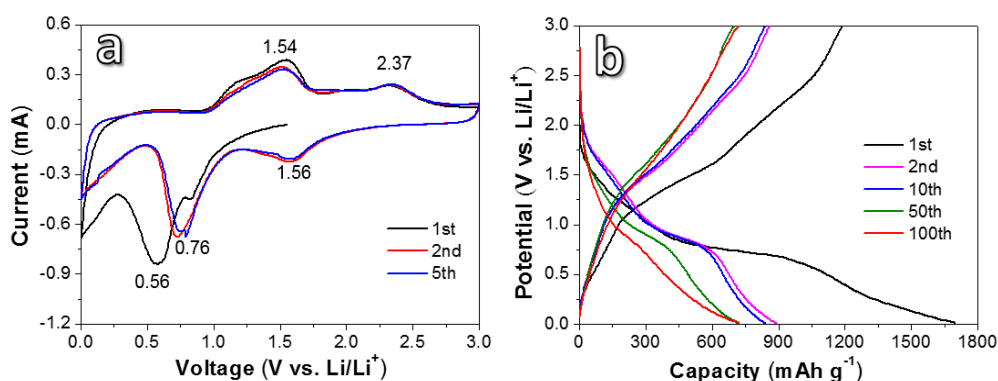 a
0.6
0.3
0.0
-0.3
-0.6
-0.9
-1.2
Current (mA)
1.54
2.37
1.56
0.76
0.56
1st
2nd
5th
0.0
0.5
1.0
1.5
2.0
2.5
3.0
Voltage (V vs. Li/Li⁺)
b
3.0
2.5
2.0
1.5
1.0
0.5
0.0
Potential (V vs. Li/Li⁺)
1st
2nd
10th
50th
100th
0
300
600
900
1200
1500
1800
Capacity (mAh g⁻¹)